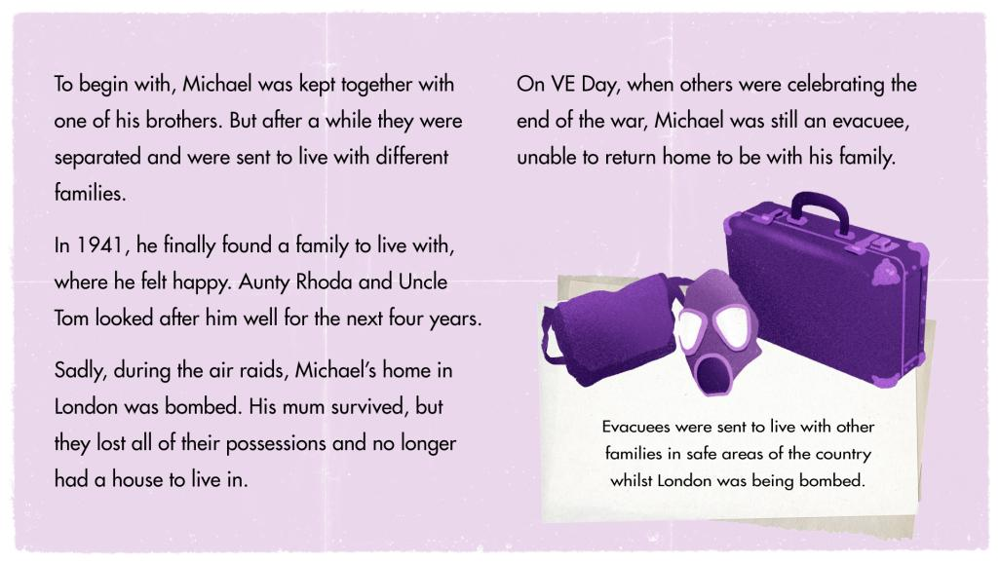 To begin with, Michael was kept together with
one of his brothers. But after a while they were
separated and were sent to live with different
families.
In 1941, he finally found a family to live with,
where he felt happy. Aunty Rhoda and Uncle
Tom looked after him well for the next four years.
Sadly, during the air raids, Michael’s home in
London was bombed. His mum survived, but
they lost all of their possessions and no longer
had a house to live in.
On VE Day, when others were celebrating the
end of the war, Michael was still an evacuee,
unable to return home to be with his family.
Evacuees were sent to live with other
families in safe areas of the country
whilst London was being bombed.